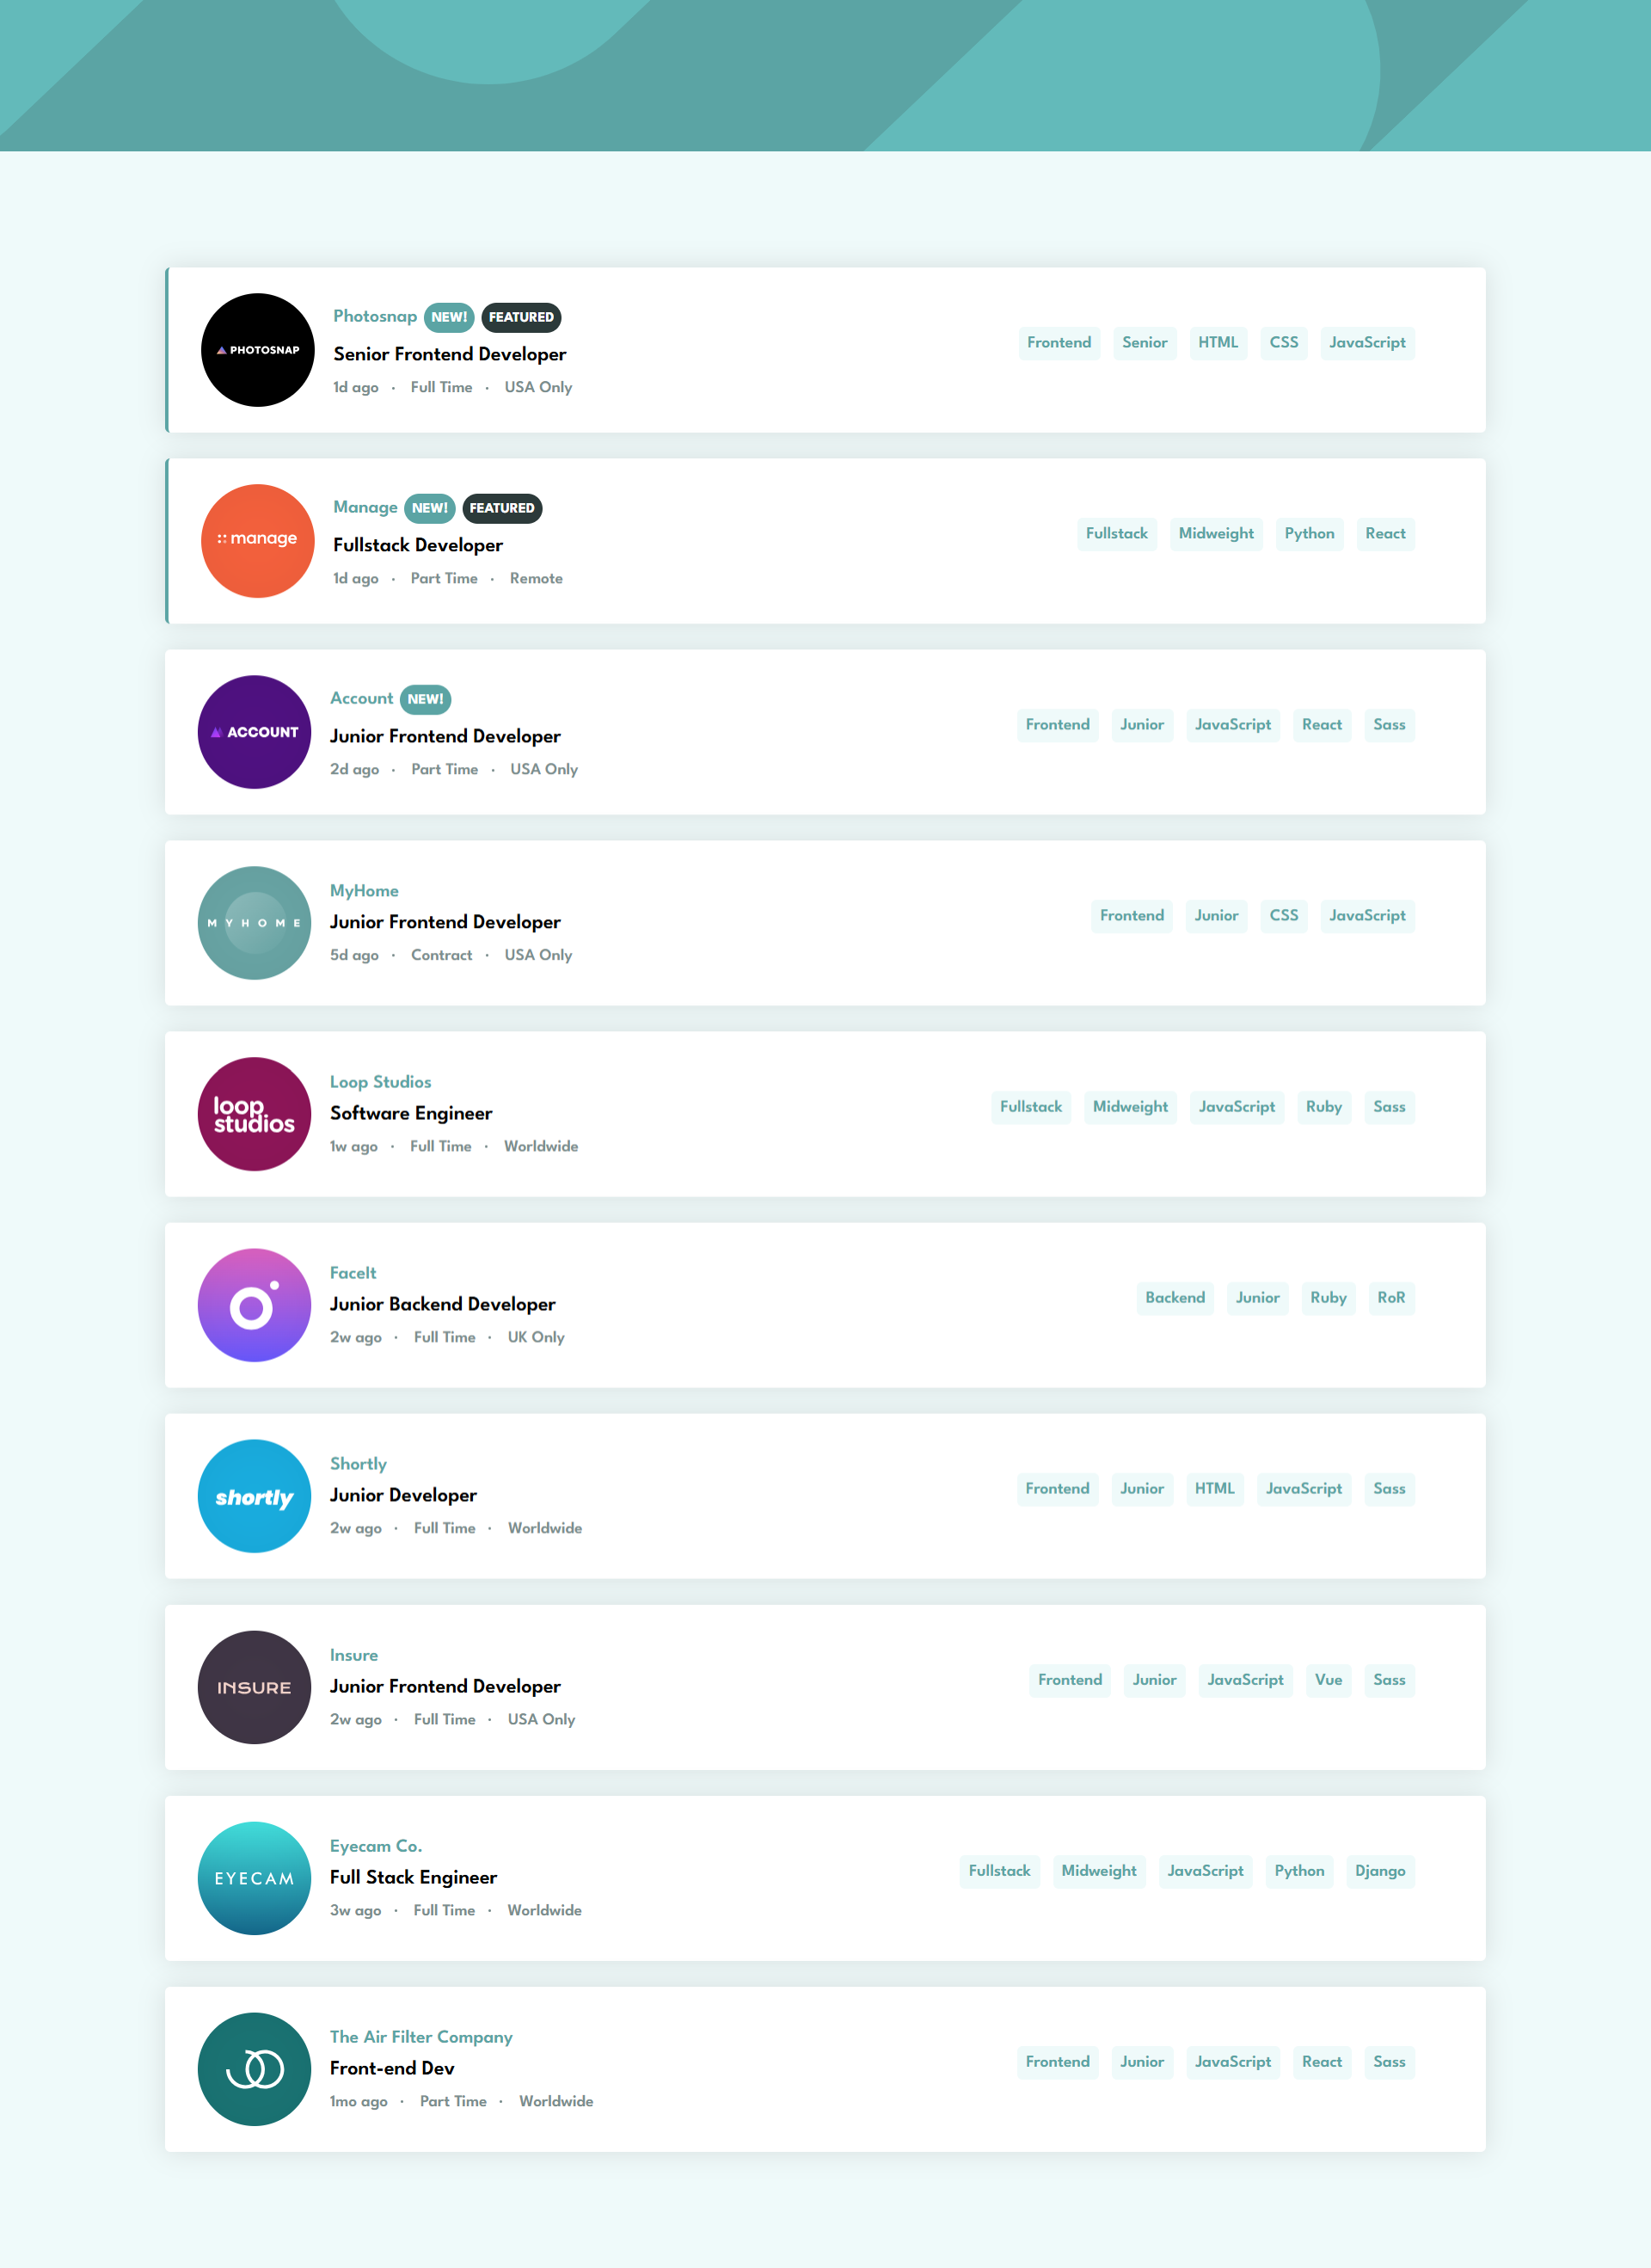 PHOTOSNAP
Photosnap NEW! FEATURED
Senior Frontend Developer
1d ago · Full Time · USA Only
Frontend Senior HTML CSS JavaScript
manage
Manage NEW! FEATURED
Fullstack Developer
1d ago · Part Time · Remote
Fullstack Midweight Python React
ACCOUNT
Account NEW!
Junior Frontend Developer
2d ago · Part Time · USA Only
Frontend Junior JavaScript React Sass
MYHOME
MyHome
Junior Frontend Developer
5d ago · Contract · USA Only
Frontend Junior CSS JavaScript
loop
studios
Loop Studios
Software Engineer
1w ago · Full Time · Worldwide
Fullstack Midweight JavaScript Ruby Sass
FaceIt
Junior Backend Developer
2w ago · Full Time · UK Only
Backend Junior Ruby RoR
shortly
Shortly
Junior Developer
2w ago · Full Time · Worldwide
Frontend Junior HTML JavaScript Sass
INSURE
Insure
Junior Frontend Developer
2w ago · Full Time · USA Only
Frontend Junior JavaScript Vue Sass
EYECAM
Eyecam Co.
Full Stack Engineer
3w ago · Full Time · Worldwide
Fullstack Midweight JavaScript Python Django
The Air Filter Company
Front-end Dev
1mo ago · Part Time · Worldwide
Frontend Junior JavaScript React Sass